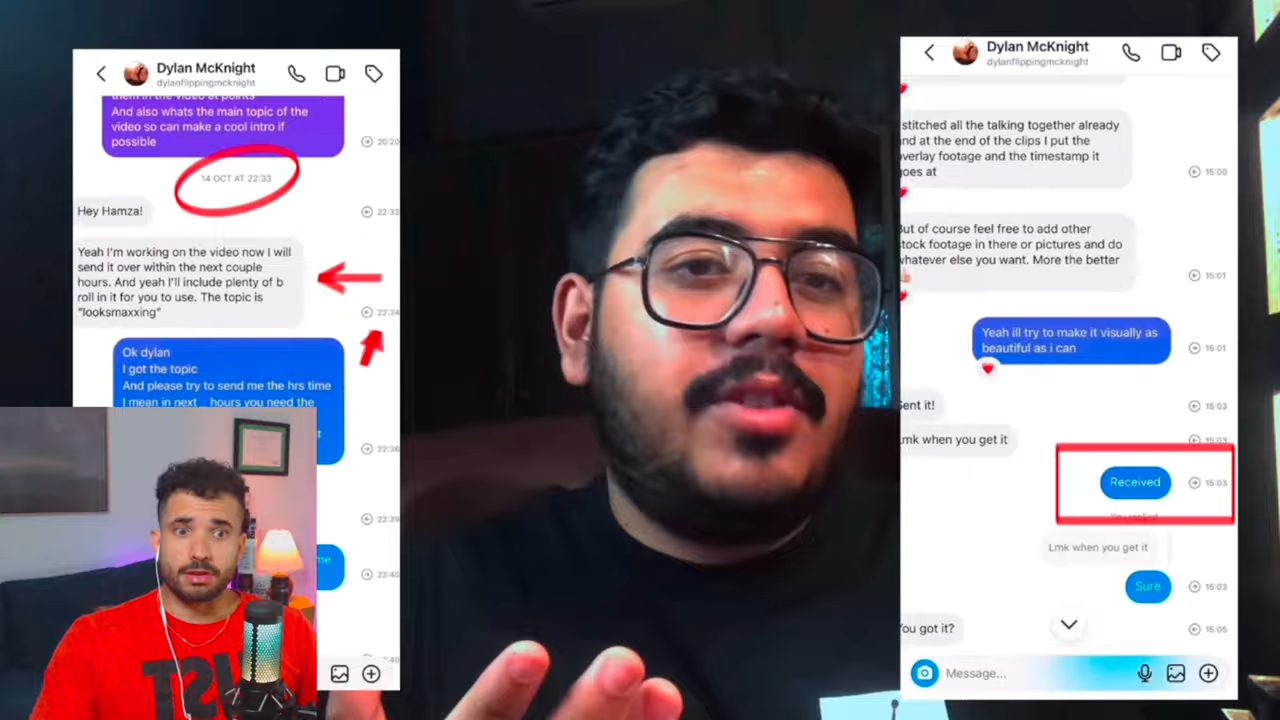 Dylan McKnight
dylanflippingmcknight
them in the video at points
And also whats the main topic of the
video so can make a cool intro if
possible
20:20
14 OCT AT 22:33
Hey Hamza!
22:33
Yeah I'm working on the video now I will
send it over within the next couple
hours. And yeah I'll include plenty of b
roll in it for you to use. The topic is
"looksmaxxing"
22:34
Ok dylan
I got the topic
And please try to send me the hrs time
I mean in next .. hours you need the
22:38
22:39
me
22:40
:40
Dylan McKnight
dylanflippingmcknight
stitched all the talking together already
and at the end of the clips I put the
overlay footage and the timestamp it
goes at
15:00
But of course feel free to add other
stock footage in there or pictures and do
whatever else you want. More the better
15:01
Yeah ill try to make it visually as
beautiful as i can
15:01
Sent it!
15:03
Lmk when you get it
15:03
Received
15:03
You replied
Lmk when you get it
Sure
15:03
You got it?
15:05
Message...